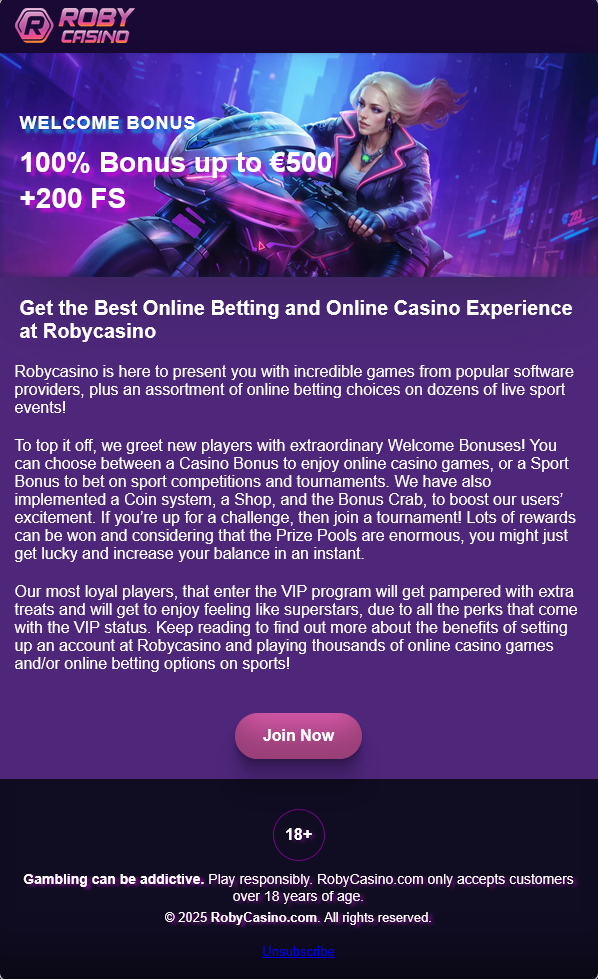 ROBY
CASINO
WELCOME BONUS
100% Bonus up to €500
+200 FS
Get the Best Online Betting and Online Casino Experience
at Robycasino
Robycasino is here to present you with incredible games from popular software
providers, plus an assortment of online betting choices on dozens of live sport
events!
To top it off, we greet new players with extraordinary Welcome Bonuses! You
can choose between a Casino Bonus to enjoy online casino games, or a Sport
Bonus to bet on sport competitions and tournaments. We have also
implemented a Coin system, a Shop, and the Bonus Crab, to boost our users’
excitement. If you’re up for a challenge, then join a tournament! Lots of rewards
can be won and considering that the Prize Pools are enormous, you might just
get lucky and increase your balance in an instant.
Our most loyal players, that enter the VIP program will get pampered with extra
treats and will get to enjoy feeling like superstars, due to all the perks that come
with the VIP status. Keep reading to find out more about the benefits of setting
up an account at Robycasino and playing thousands of online casino games
and/or online betting options on sports!
Join Now
18+
Gambling can be addictive. Play responsibly. RobyCasino.com only accepts customers
over 18 years of age.
© 2025 RobyCasino.com. All rights reserved.
Unsubscribe